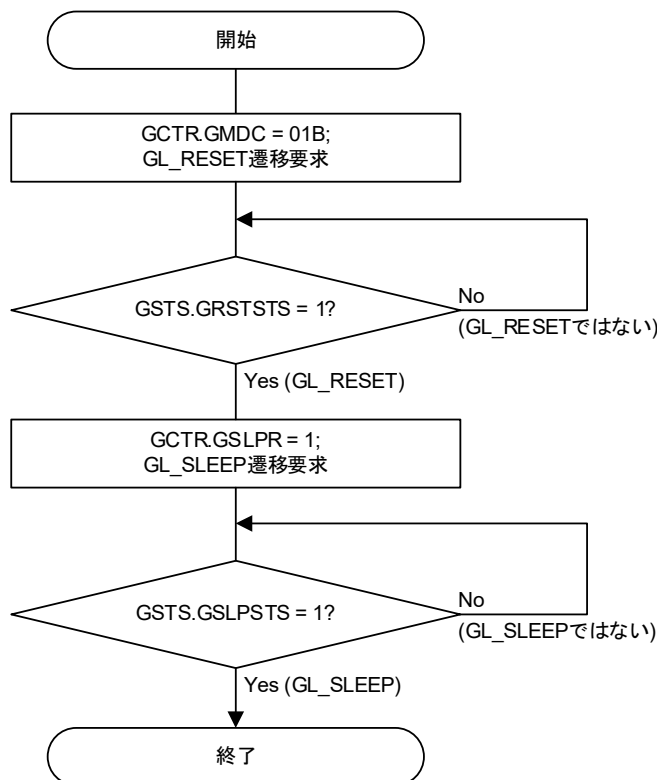 開始
GCTR.GMDC = 01B;
GL_RESET遷移要求
GSTS.GRSTSTS = 1?
No
(GL_RESETではない)
Yes (GL_RESET)
GCTR.GSLPR = 1;
GL_SLEEP遷移要求
GSTS.GSLPSTS = 1?
No
(GL_SLEEPではない)
Yes (GL_SLEEP)
終了